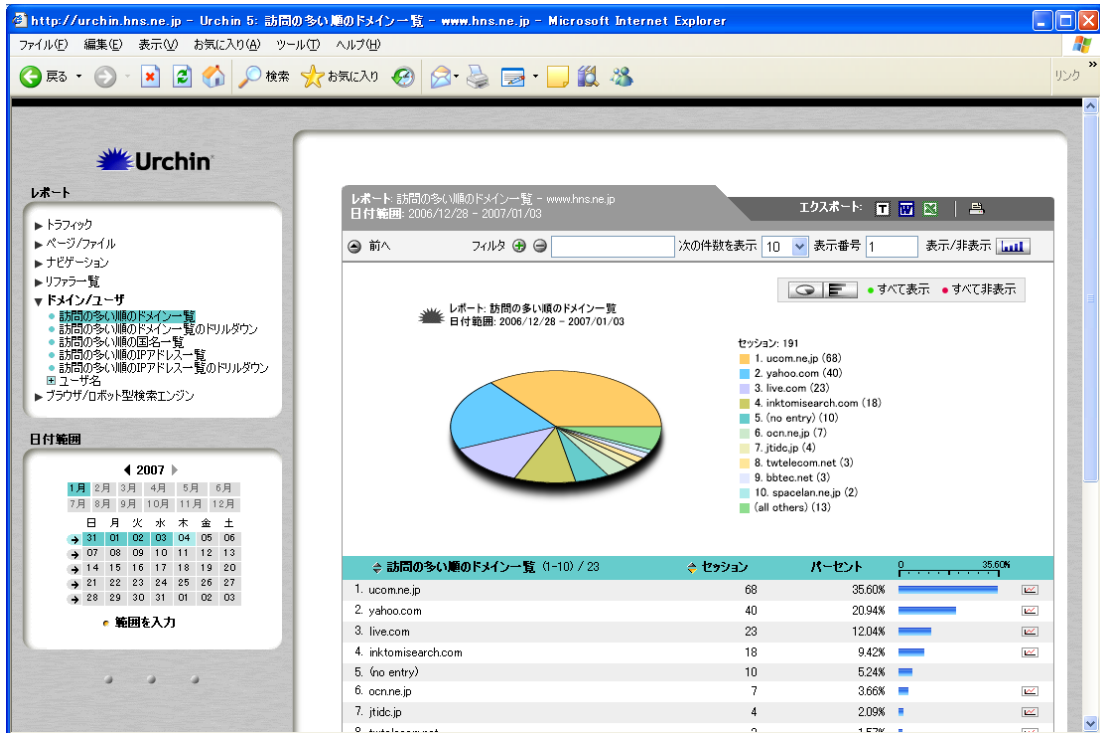 http://urchin.hns.ne.jp - Urchin 5: 訪問の多い順のドメイン一覧 - www.hns.ne.jp - Microsoft Internet Explorer
ファイル(F) 編集(E) 表示(V) お気に入り(A) ツール(T) ヘルプ(H)
戻る 検索 お気に入り リンク »
Urchin
レポート
▶ トラフィック
▶ ページ/ファイル
▶ ナビゲーション
▶ リファラー一覧
▼ ドメイン/ユーザ
訪問の多い順のドメイン一覧
訪問の多い順のドメイン一覧のドリルダウン
訪問の多い順の国名一覧
訪問の多い順のIPアドレス一覧
訪問の多い順のIPアドレス一覧のドリルダウン
ユーザ名
▶ ブラウザ/ロボット型検索エンジン
日付範囲
2007
1月 2月 3月 4月 5月 6月
7月 8月 9月 10月 11月 12月
日 月 火 水 木 金 土
31 01 02 03 04 05 06
07 08 09 10 11 12 13
14 15 16 17 18 19 20
21 22 23 24 25 26 27
28 29 30 31 01 02 03
範囲を入力
レポート: 訪問の多い順のドメイン一覧 - www.hns.ne.jp
日付範囲: 2006/12/28 - 2007/01/03
エクスポート: T W X
前へ フィルタ 次の件数を表示 10 表示番号 1 表示/非表示
すべて表示 すべて非表示
レポート: 訪問の多い順のドメイン一覧
日付範囲: 2006/12/28 - 2007/01/03
セッション: 191
1. ucom.ne.jp (68)
2. yahoo.com (40)
3. live.com (23)
4. inktomisearch.com (18)
5. (no entry) (10)
6. ocn.ne.jp (7)
7. jtidc.jp (4)
8. twtelecom.net (3)
9. bbtec.net (3)
10. spacelan.ne.jp (2)
(all others) (13)
訪問の多い順のドメイン一覧 (1-10) / 23 セッション パーセント 0 35.60%
1. ucom.ne.jp 68 35.60%
2. yahoo.com 40 20.94%
3. live.com 23 12.04%
4. inktomisearch.com 18 9.42%
5. (no entry) 10 5.24%
6. ocn.ne.jp 7 3.66%
7. jtidc.jp 4 2.09%